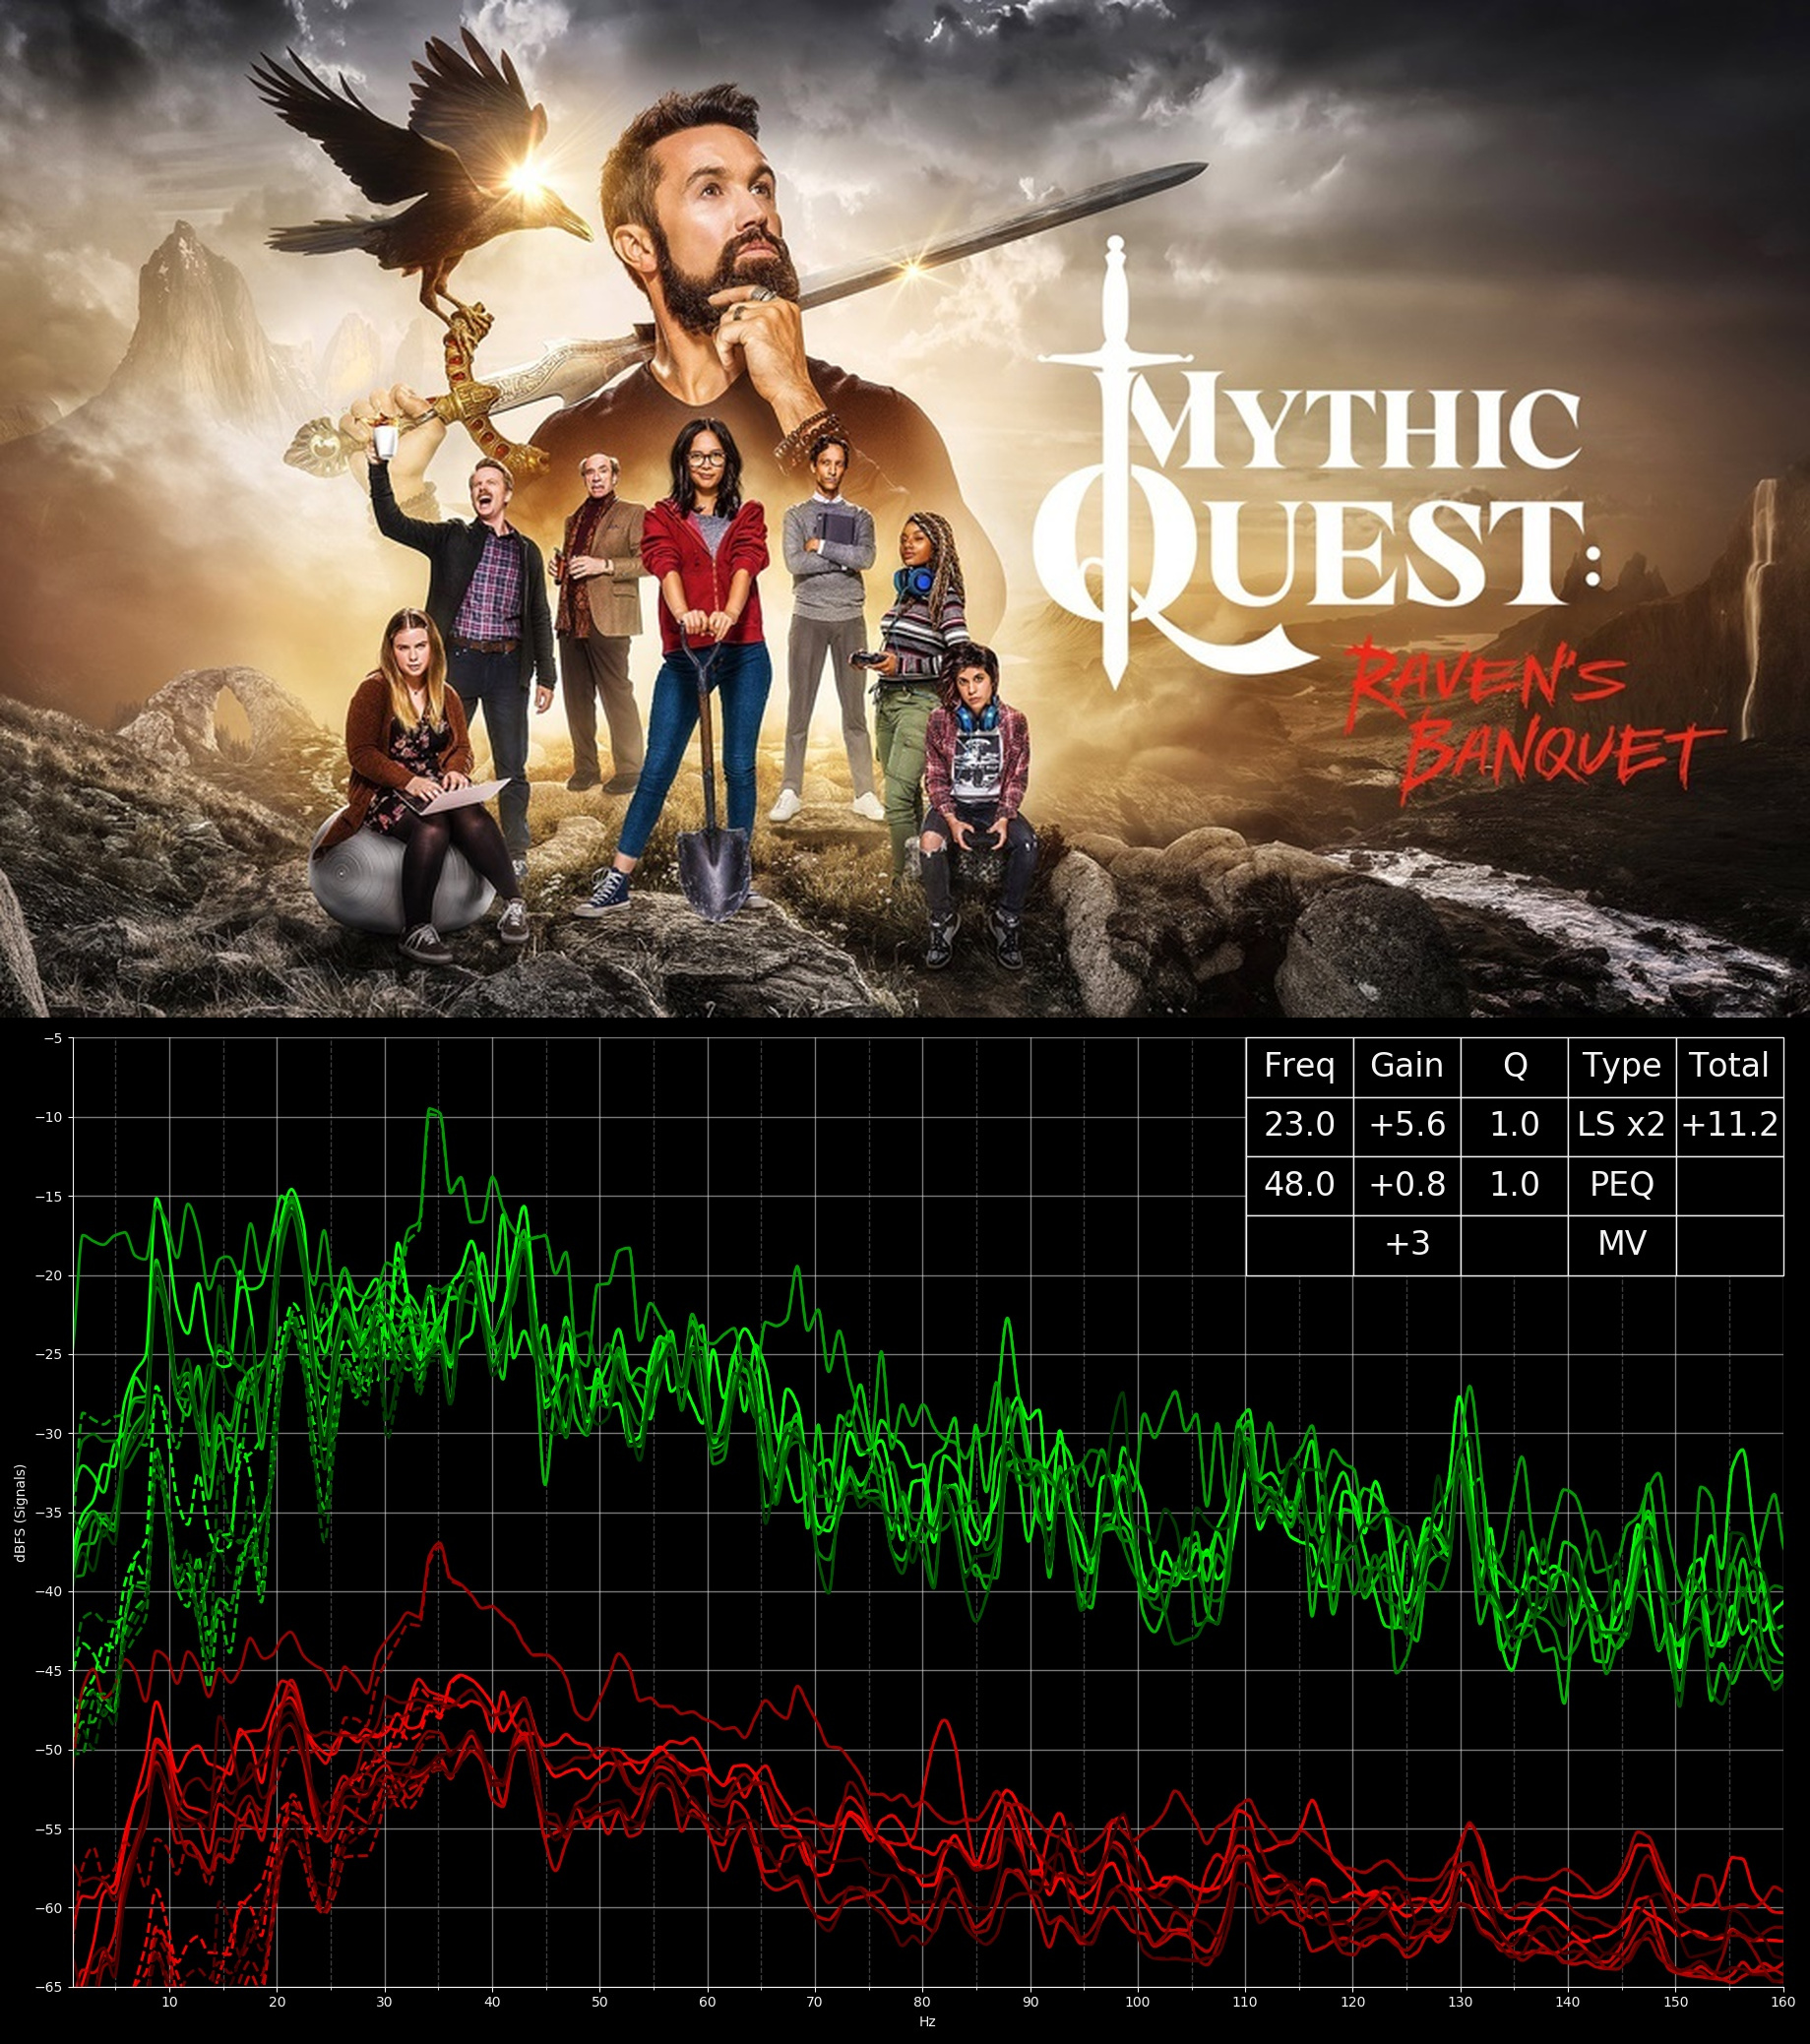 MYTHIC
QUEST:
RAVEN'S
BANQUET
Freq Gain Q Type Total
23.0 +5.6 1.0 LS x2 +11.2
48.0 +0.8 1.0 PEQ
+3 MV
−5
−10
−15
−20
−25
−30
−35
−40
−45
−50
−55
−60
−65
dBFS (Signals)
10 20 30 40 50 60 70 80 90 100 110 120 130 140 150 160
Hz